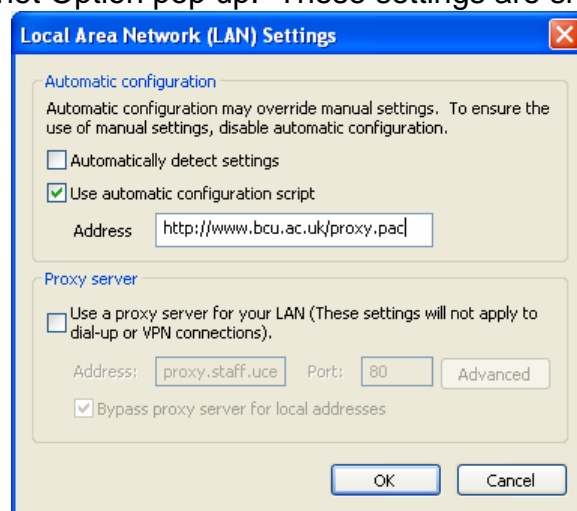 Local Area Network (LAN) Settings
Automatic configuration
Automatic configuration may override manual settings. To ensure the
use of manual settings, disable automatic configuration.
Automatically detect settings
Use automatic configuration script
Address http://www.bcu.ac.uk/proxy.pac
Proxy server
Use a proxy server for your LAN (These settings will not apply to
dial-up or VPN connections).
Address: proxy.staff.uce Port: 80 Advanced
Bypass proxy server for local addresses
OK Cancel